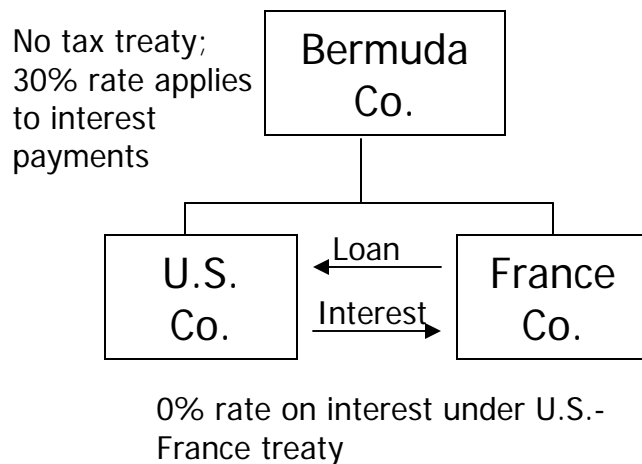 No tax treaty;
30% rate applies
to interest
payments
Bermuda
Co.
U.S.
Co.
Loan
Interest
France
Co.
0% rate on interest under U.S.-
France treaty